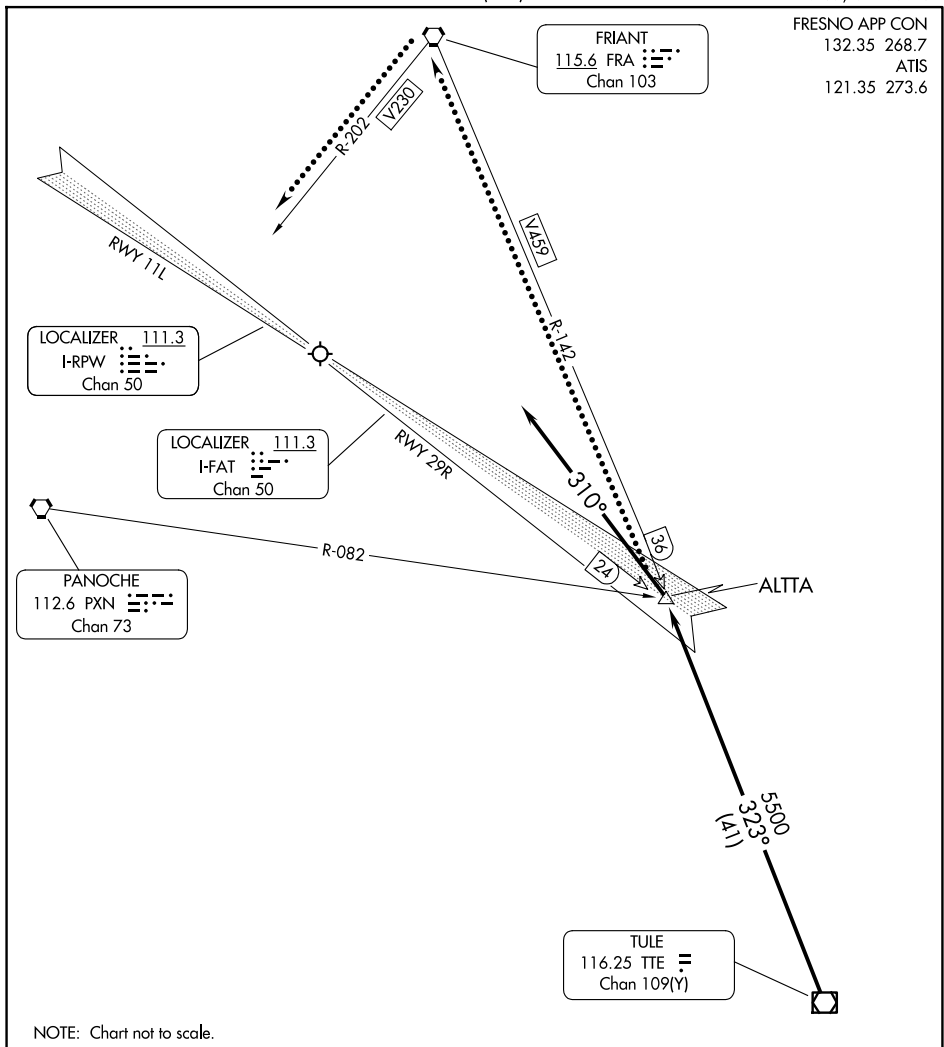 FRESNO APP CON
132.35 268.7
ATIS
121.35 273.6
FRIANT
115.6 FRA
Chan 103
R-202
V230
V459
R-142
RWY 11L
LOCALIZER 111.3
I-RPW
Chan 50
LOCALIZER 111.3
I-FAT
Chan 50
RWY 29R
310°
36
24
ALTTA
R-082
PANOCHE
112.6 PXN
Chan 73
5500
323°
(41)
TULE
116.25 TTE
Chan 109(Y)
NOTE: Chart not to scale.